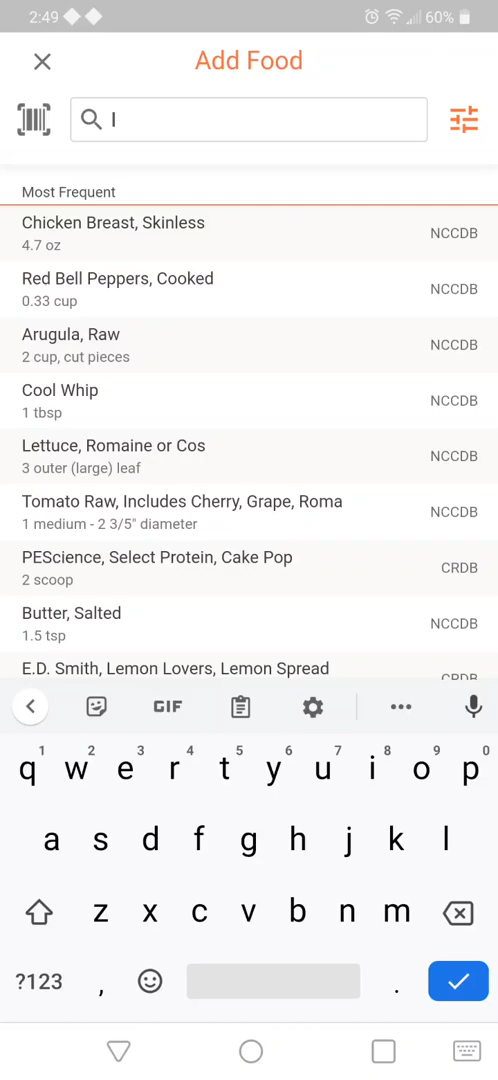 2:49 60%
Add Food
Most Frequent
Chicken Breast, Skinless
4.7 oz
NCCDB
Red Bell Peppers, Cooked
0.33 cup
NCCDB
Arugula, Raw
2 cup, cut pieces
NCCDB
Cool Whip
1 tbsp
NCCDB
Lettuce, Romaine or Cos
3 outer (large) leaf
NCCDB
Tomato Raw, Includes Cherry, Grape, Roma
1 medium - 2 3/5" diameter
NCCDB
PEScience, Select Protein, Cake Pop
2 scoop
CRDB
Butter, Salted
1.5 tsp
NCCDB
E.D. Smith, Lemon Lovers, Lemon Spread
CRDB
GIF
1 2 3 4 5 6 7 8 9 0
q w e r t y u i o p
a s d f g h j k l
z x c v b n m
?123 , .